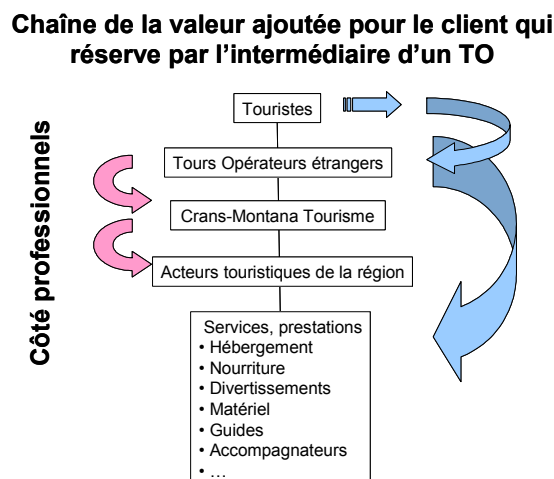 Chaîne de la valeur ajoutée pour le client qui
réserve par l'intermédiaire d'un TO
Côté professionnels
Touristes
Tours Opérateurs étrangers
Crans-Montana Tourisme
Acteurs touristiques de la région
Services, prestations
• Hébergement
• Nourriture
• Divertissements
• Matériel
• Guides
• Accompagnateurs
• ...